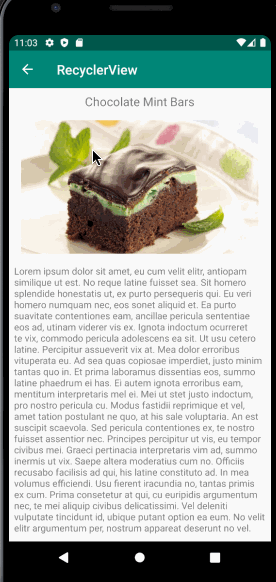 11:03
RecyclerView
Chocolate Mint Bars
Lorem ipsum dolor sit amet, eu cum velit elitr, antiopam
similique ut est. No reque latine fuisset sea. Sit homero
splendide honestatis ut, ex purto persequeris qui. Eu veri
homero numquam nec, eos sonet aliquid et. Ea purto
suavitate contentiones eam, ancillae pericula sententiae
eos ad, utinam viderer vis ex. Ignota indoctum ocurreret
te vix, commodo pericula adolescens ea sit. Ut usu cetero
latine. Percipitur assueverit vix at. Mea dolor erroribus
vituperata eu. Ad sea quas copiosae imperdiet, justo minim
tantas quo in. Et prima laboramus dissentias eos, summo
latine phaedrum ei has. Ei autem ignota erroribus eam,
mentitum interpretaris mel ei. Mei ut stet justo indoctum,
pro nostro pericula cu. Modus fastidii reprimique et vel,
amet tation postulant ne quo, at his sale voluptaria. An est
suscipit scaevola. Sed pericula contentiones ex, te nostro
fuisset assentior nec. Principes percipitur ut vis, eu tempor
civibus mei. Graeci pertinacia interpretaris vim ad, summo
inermis ut vix. Saepe altera moderatius cum no. Officiis
recusabo facilisis ad qui, his latine constituto ad. In mea
volumus efficiendi. Usu fierent iracundia no, tantas primis
ex cum. Prima consetetur at qui, cu euripidis argumentum
nec, te mei aliquip civibus delicatissimi. Vel deleniti
vulputate tincidunt id, ubique putant option ea eum. No velit
elitr argumentum per, nostrum appareat deserunt no vel.